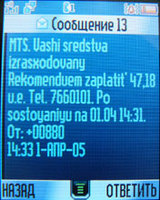 Сообщение 13
MTS. Vashi sredstva
izrasxodovany
Rekomenduem zaplatit' 47,18
u.e. Tel. 7660101. Po
sostoyaniyu na 01.04 14:31.
От: +00880
14:33 1-АПР-05
НАЗАД ОТВЕТИТЬ